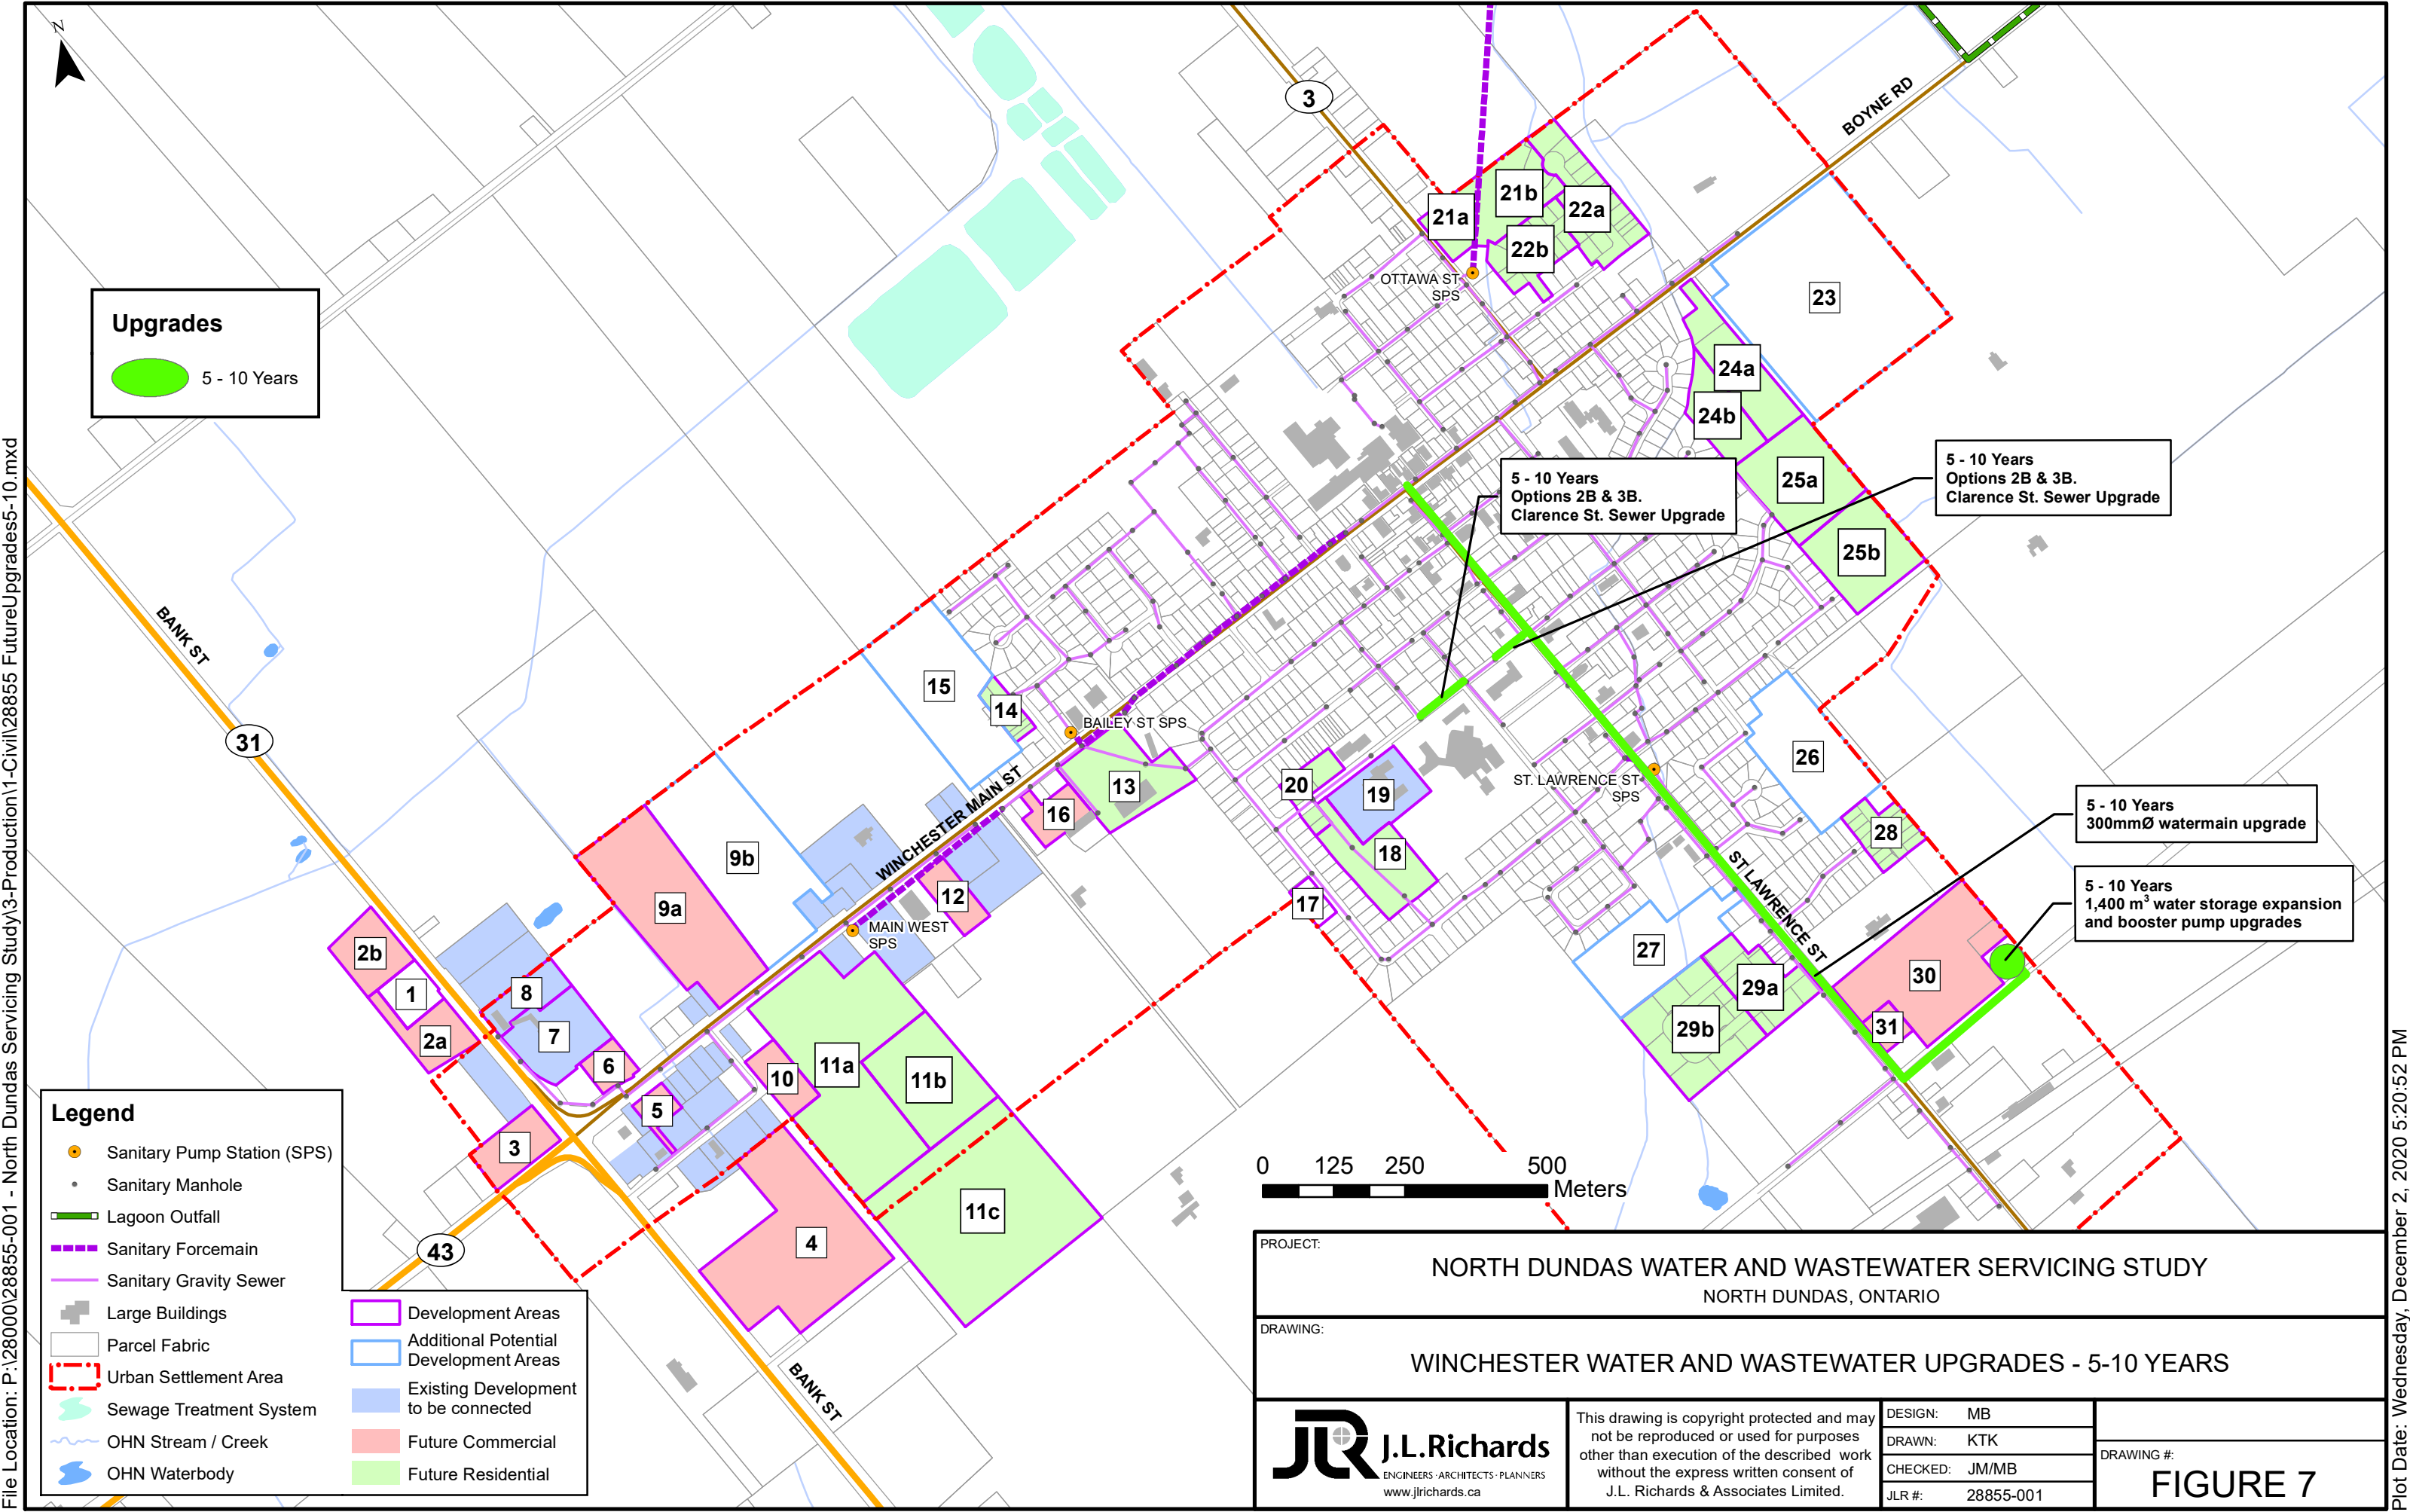 N
Upgrades
5 - 10 Years
3
BOYNE RD
21a
21b
22a
22b
OTTAWA ST
SPS
23
24a
24b
25a
25b
5 - 10 Years
Options 2B & 3B.
Clarence St. Sewer Upgrade
5 - 10 Years
Options 2B & 3B.
Clarence St. Sewer Upgrade
BANK ST
31
15
14
BAILEY ST SPS
13
16
WINCHESTER MAIN ST
9b
9a
12
MAIN WEST
SPS
20
19
18
17
ST. LAWRENCE ST
SPS
26
28
27
ST LAWRENCE ST
29a
29b
30
31
5 - 10 Years
300mmØ watermain upgrade
5 - 10 Years
1,400 m³ water storage expansion
and booster pump upgrades
2b
1
2a
8
7
6
5
3
10
11a
11b
11c
4
43
BANK ST
Legend
Sanitary Pump Station (SPS)
Sanitary Manhole
Lagoon Outfall
Sanitary Forcemain
Sanitary Gravity Sewer
Large Buildings
Parcel Fabric
Urban Settlement Area
Sewage Treatment System
OHN Stream / Creek
OHN Waterbody
Development Areas
Additional Potential
Development Areas
Existing Development
to be connected
Future Commercial
Future Residential
0 125 250 500
Meters
PROJECT:
NORTH DUNDAS WATER AND WASTEWATER SERVICING STUDY
NORTH DUNDAS, ONTARIO
DRAWING:
WINCHESTER WATER AND WASTEWATER UPGRADES - 5-10 YEARS
JLR J.L.Richards
ENGINEERS · ARCHITECTS · PLANNERS
www.jlrichards.ca
This drawing is copyright protected and may
not be reproduced or used for purposes
other than execution of the described work
without the express written consent of
J.L. Richards & Associates Limited.
DESIGN: MB
DRAWN: KTK
CHECKED: JM/MB
JLR #: 28855-001
DRAWING #:
FIGURE 7
File Location: P:\28000\28855-001 - North Dundas Servicing Study\3-Production\1-Civil\28855 FutureUpgrades5-10.mxd
Plot Date: Wednesday, December 2, 2020 5:20:52 PM